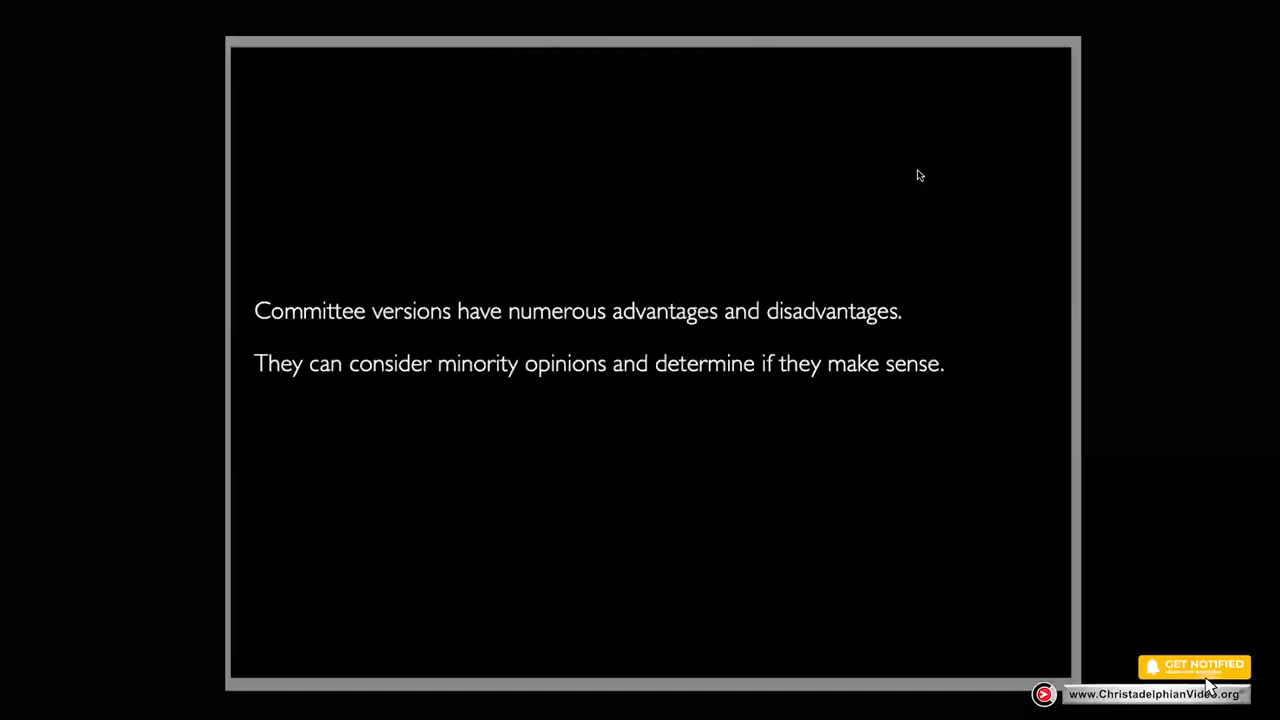 Committee versions have numerous advantages and disadvantages.
They can consider minority opinions and determine if they make sense.
GET NOTIFIED
www.ChristadelphianVideo.org